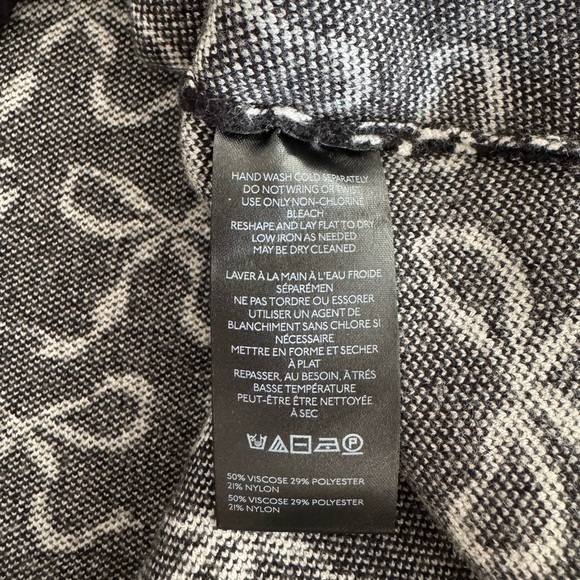 HAND WASH COLD SEPARATELY
DO NOT WRING OR TWIST
USE ONLY NON-CHLORINE
BLEACH
RESHAPE AND LAY FLAT TO DRY
LOW IRON AS NEEDED
MAY BE DRY CLEANED
LAVER À LA MAIN À L'EAU FROIDE
SÉPARÉMEN
NE PAS TORDRE OU ESSORER
UTILISER UN AGENT DE
BLANCHIMENT SANS CHLORE SI
NÉCESSAIRE
METTRE EN FORME ET SECHER
À PLAT
REPASSER, AU BESOIN, À TRÉS
BASSE TEMPÉRATURE
PEUT-ÊTRE ÊTRE NETTOYÉE
À SEC
P
50% VISCOSE 29% POLYESTER
21% NYLON
50% VISCOSE 29% POLYESTER
21% NYLON